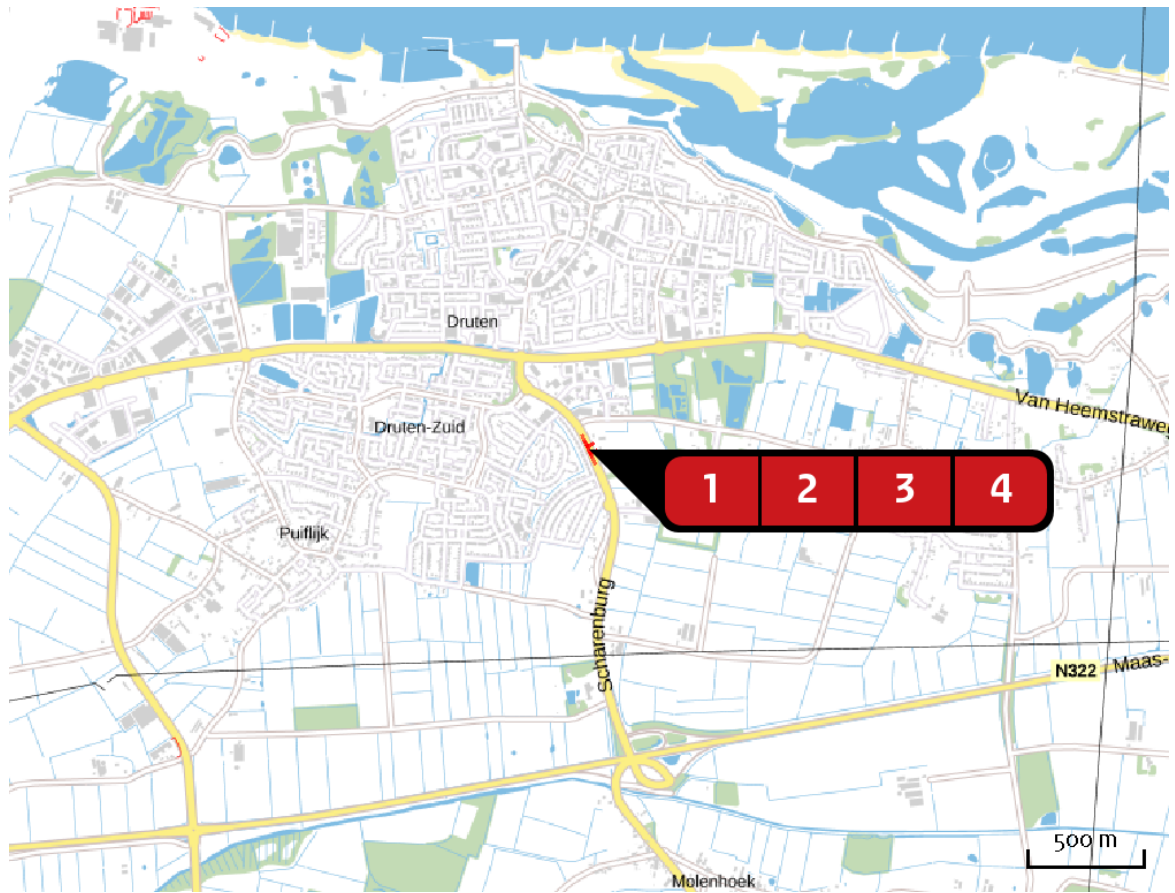 Druten
Van Heemstraweg
Druten-Zuid
1 2 3 4
Puiflijk
Scharenburg
N322 Maas-
500 m
Molenhoek